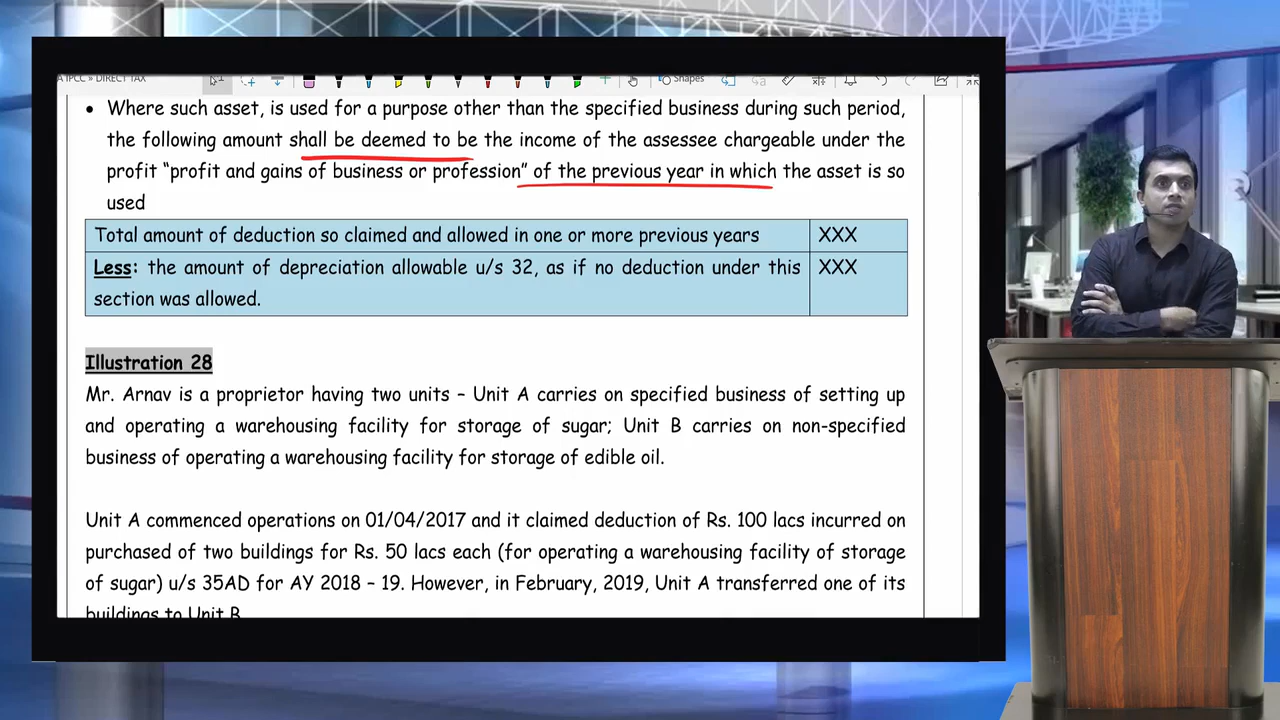 A IPCC » DIRECT TAX
Shapes
• Where such asset, is used for a purpose other than the specified business during such period,
the following amount shall be deemed to be the income of the assessee chargeable under the
profit “profit and gains of business or profession” of the previous year in which the asset is so
used
Total amount of deduction so claimed and allowed in one or more previous years XXX
Less: the amount of depreciation allowable u/s 32, as if no deduction under this XXX
section was allowed.
Illustration 28
Mr. Arnav is a proprietor having two units – Unit A carries on specified business of setting up
and operating a warehousing facility for storage of sugar; Unit B carries on non-specified
business of operating a warehousing facility for storage of edible oil.
Unit A commenced operations on 01/04/2017 and it claimed deduction of Rs. 100 lacs incurred on
purchased of two buildings for Rs. 50 lacs each (for operating a warehousing facility of storage
of sugar) u/s 35AD for AY 2018 – 19. However, in February, 2019, Unit A transferred one of its
buildings to Unit B.